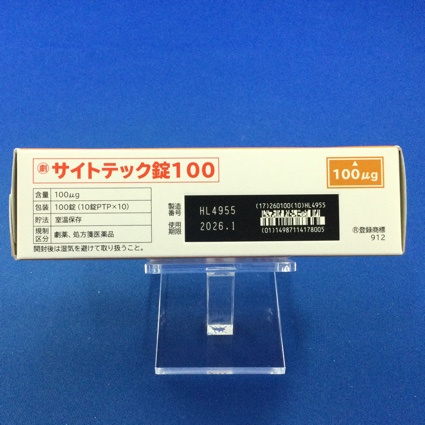 劇 サイトテック錠100
100μg
含量 100μg
包装 100錠(10錠PTP×10)
貯法 室温保存
規制区分 劇薬、処方箋医薬品
開封後は湿気を避けて取り扱うこと。
製造番号 HL4955
使用期限 2026.1
(17)260100(10)HL4955
(01)14987114178005
®登録商標
912